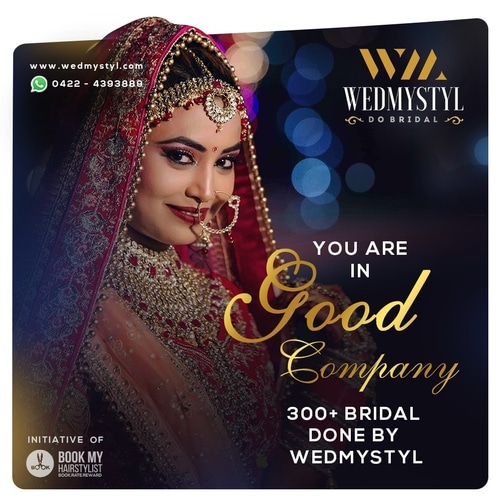 www.wedmystyl.com
0422 - 4393889
WM
WEDMYSTYL
DO BRIDAL
YOU ARE
IN
Good
Company
300+ BRIDAL
DONE BY
WEDMYSTYL
INITIATIVE OF
BOOK
BOOK MY
HAIRSTYLIST
BOOK.RATE.REWARD